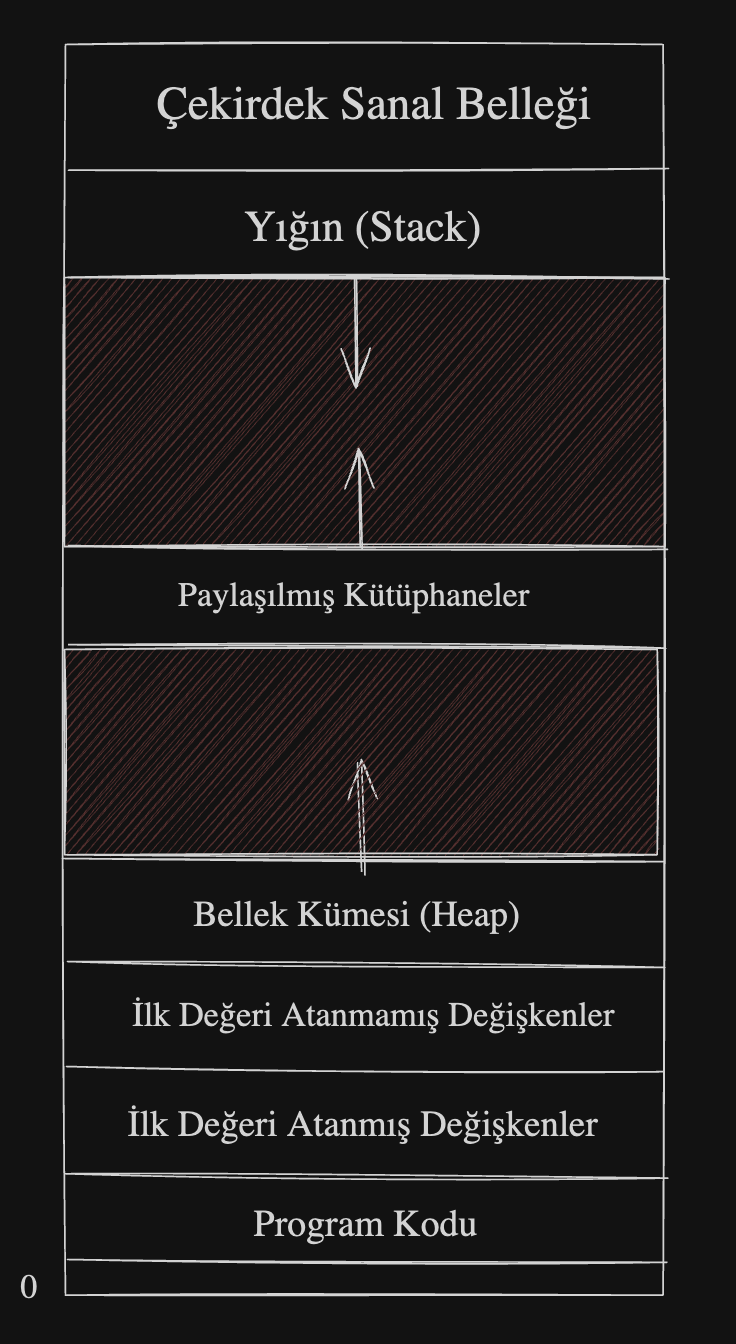 Çekirdek Sanal Belleği
Yığın (Stack)
Paylaşılmış Kütüphaneler
Bellek Kümesi (Heap)
İlk Değeri Atanmamış Değişkenler
İlk Değeri Atanmış Değişkenler
Program Kodu
0